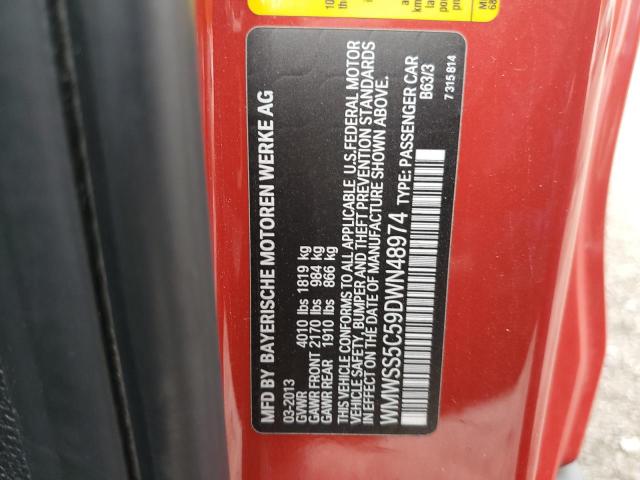 MFD BY BAYERISCHE MOTOREN WERKE AG
03-2013
GVWR 4010 lbs 1819 kg
GAWR FRONT 2170 lbs 984 kg
GAWR REAR 1910 lbs 866 kg
THIS VEHICLE CONFORMS TO ALL APPLICABLE U.S.FEDERAL MOTOR
VEHICLE SAFETY, BUMPER AND THEFT PREVENTION STANDARDS
IN EFFECT ON THE DATE OF MANUFACTURE SHOWN ABOVE.
WMWSS5C59DWN48974 TYPE: PASSENGER CAR
B63/3
7 315 814